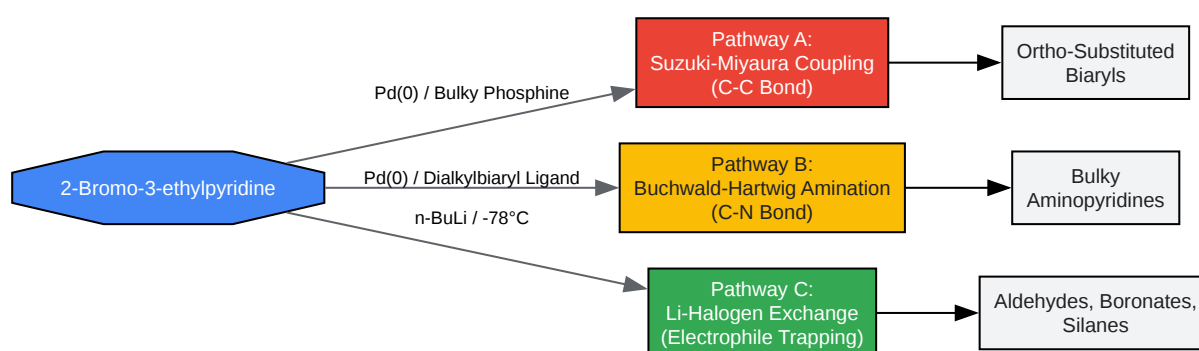 2-Bromo-3-ethylpyridine
Pd(0) / Bulky Phosphine
Pathway A:
Suzuki-Miyaura Coupling
(C-C Bond)
Ortho-Substituted
Biaryls
Pd(0) / Dialkylbiaryl Ligand
Pathway B:
Buchwald-Hartwig Amination
(C-N Bond)
Bulky
Aminopyridines
n-BuLi / -78°C
Pathway C:
Li-Halogen Exchange
(Electrophile Trapping)
Aldehydes, Boronates,
Silanes